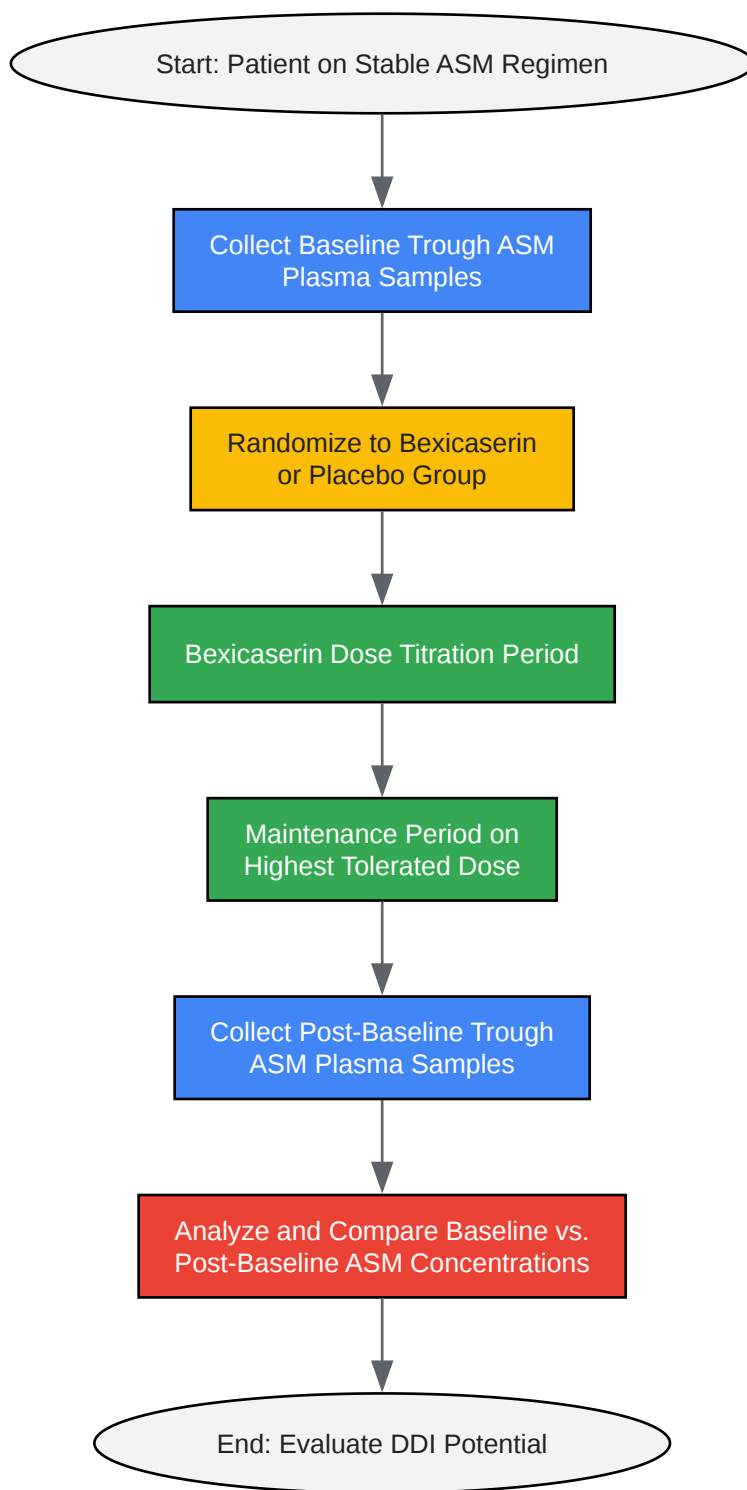 Start: Patient on Stable ASM Regimen
Collect Baseline Trough ASM
Plasma Samples
Randomize to Bexicaserin
or Placebo Group
Bexicaserin Dose Titration Period
Maintenance Period on
Highest Tolerated Dose
Collect Post-Baseline Trough
ASM Plasma Samples
Analyze and Compare Baseline vs.
Post-Baseline ASM Concentrations
End: Evaluate DDI Potential